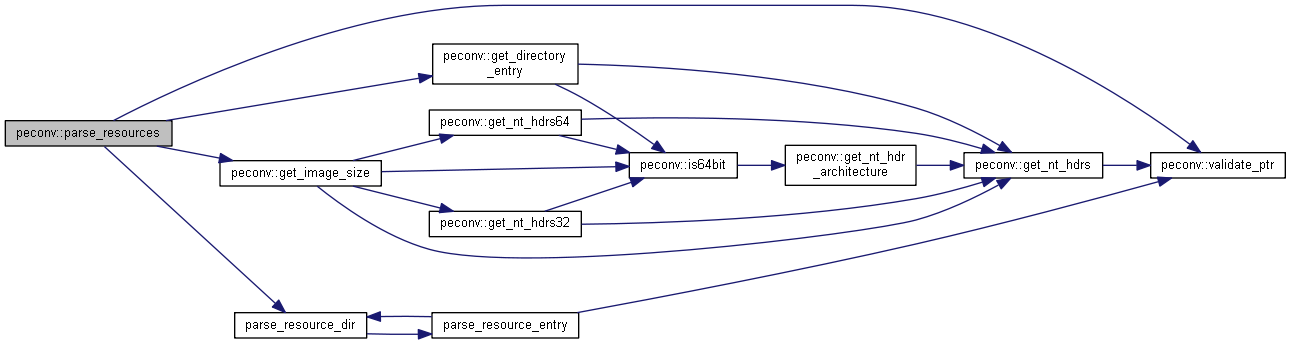 peconv::parse_resources
peconv::get_directory
_entry
peconv::get_nt_hdrs64
peconv::get_image_size
peconv::is64bit
peconv::get_nt_hdr
_architecture
peconv::get_nt_hdrs
peconv::validate_ptr
peconv::get_nt_hdrs32
parse_resource_dir
parse_resource_entry